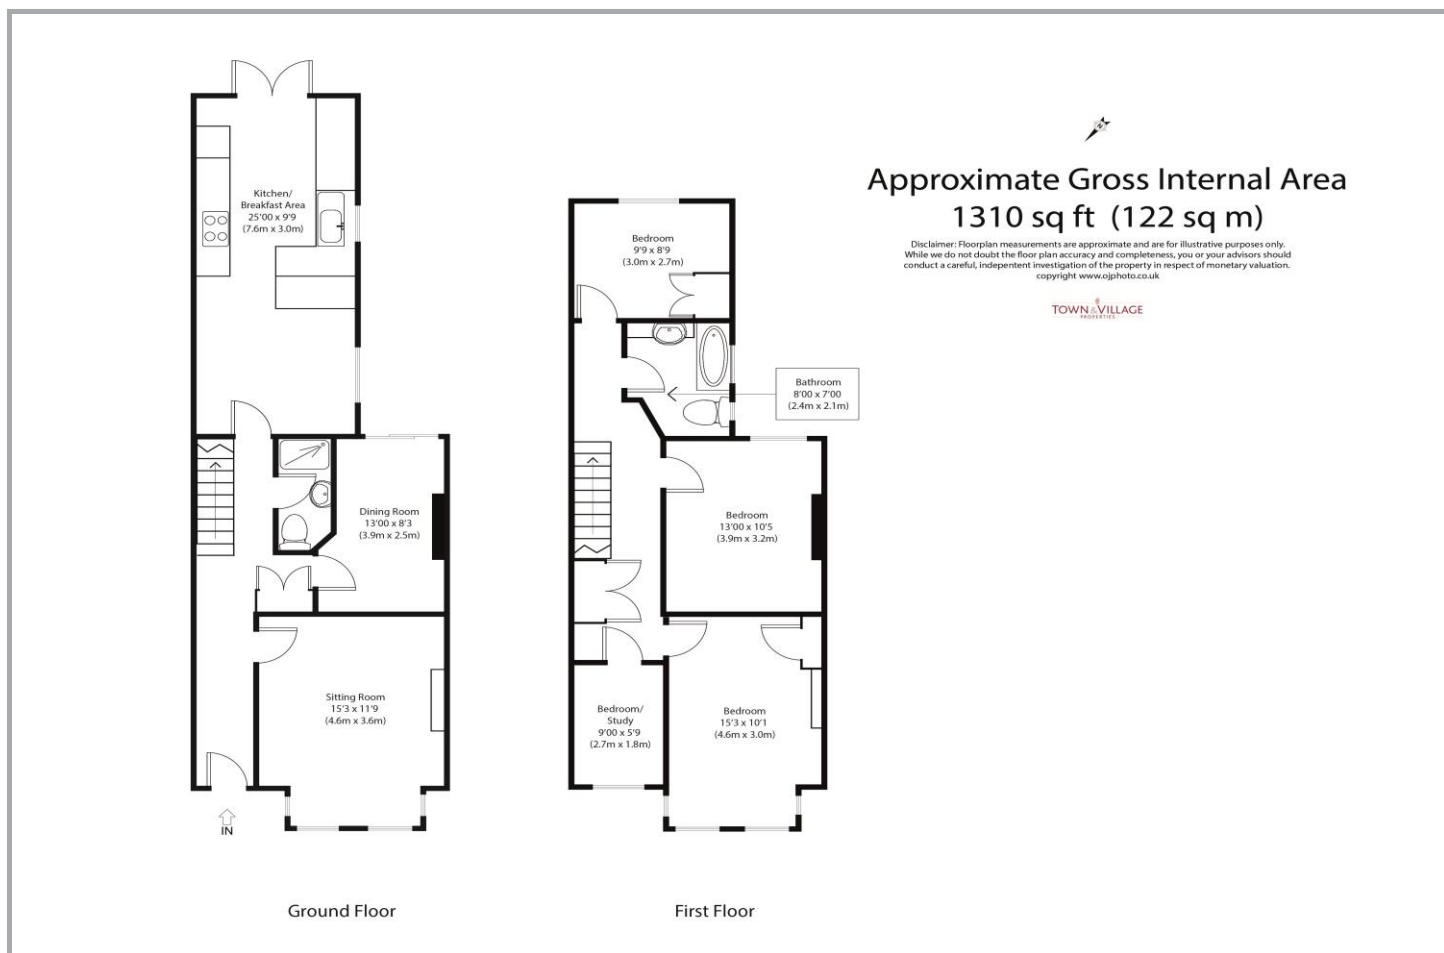 Kitchen/
Breakfast Area
25'00 x 9'9
(7.6m x 3.0m)
Dining Room
13'00 x 8'3
(3.9m x 2.5m)
Sitting Room
15'3 x 11'9
(4.6m x 3.6m)
IN
Ground Floor
Bedroom
9'9 x 8'9
(3.0m x 2.7m)
Bathroom
8'00 x 7'00
(2.4m x 2.1m)
Bedroom
13'00 x 10'5
(3.9m x 3.2m)
Bedroom/
Study
9'00 x 5'9
(2.7m x 1.8m)
Bedroom
15'3 x 10'1
(4.6m x 3.0m)
First Floor
N
Approximate Gross Internal Area
1310 sq ft (122 sq m)
Disclaimer: Floorplan measurements are approximate and are for illustrative purposes only.
While we do not doubt the floor plan accuracy and completeness, you or your advisors should
conduct a careful, indepentent investigation of the property in respect of monetary valuation.
copyright www.ojphoto.co.uk
TOWN & VILLAGE
PROPERTIES